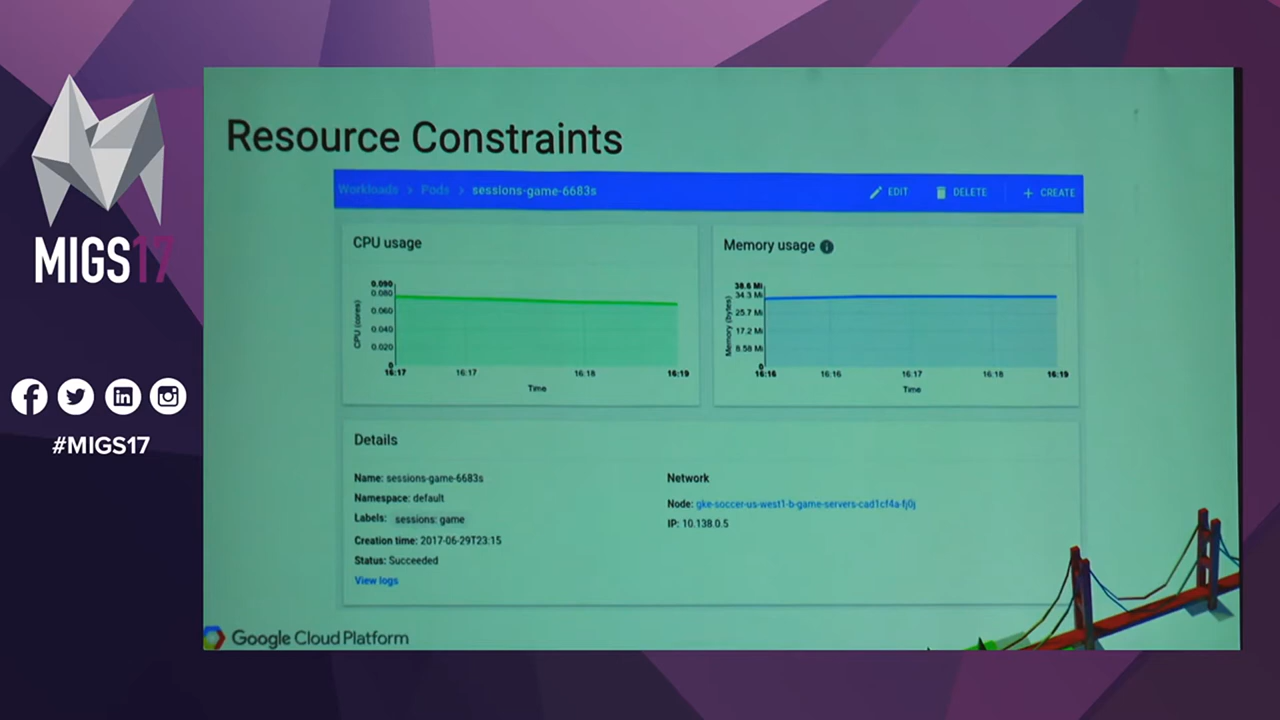 MIGS17
#MIGS17
Resource Constraints
Workloads > Pods > sessions-game-6683s
EDIT
DELETE
+ CREATE
CPU usage
0.090
0.080
0.060
0.040
0.020
0
CPU (cores)
16:17
16:17
16:18
16:19
Time
Memory usage
38.6 Mi
34.3 Mi
25.7 Mi
17.2 Mi
8.58 Mi
0
Memory (bytes)
16:16
16:16
16:17
16:18
16:19
Time
Details
Name: sessions-game-6683s
Namespace: default
Labels: sessions: game
Creation time: 2017-06-29T23:15
Status: Succeeded
View logs
Network
Node: gke-soccer-us-west1-b-game-servers-cad1cf4a-fj0j
IP: 10.138.0.5
Google Cloud Platform